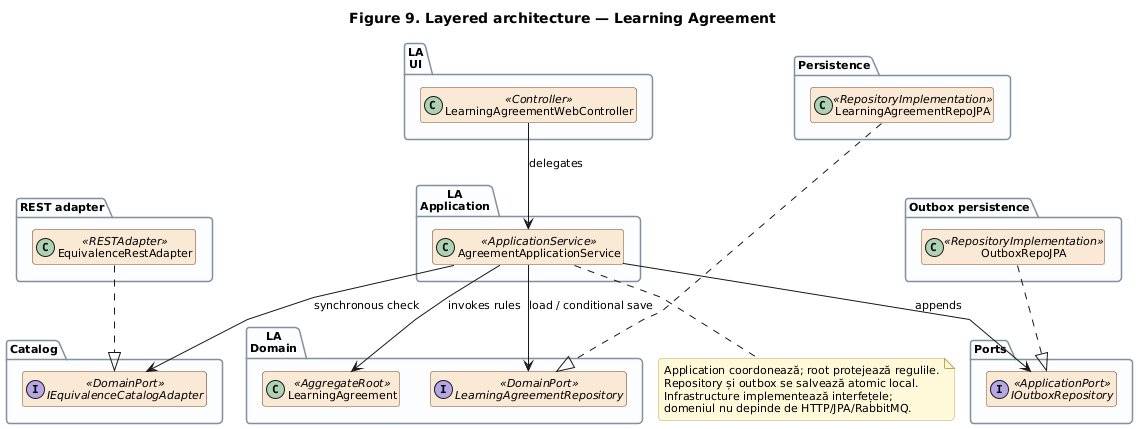 Figure 9. Layered architecture — Learning Agreement
LA
UI
C
«Controller»
LearningAgreementWebController
Persistence
C
«RepositoryImplementation»
LearningAgreementRepoJPA
delegates
REST adapter
C
«RESTAdapter»
EquivalenceRestAdapter
LA
Application
C
«ApplicationService»
AgreementApplicationService
Outbox persistence
C
«RepositoryImplementation»
OutboxRepoJPA
synchronous check
invokes rules
load / conditional save
appends
Catalog
I
«DomainPort»
IEquivalenceCatalogAdapter
LA
Domain
C
«AggregateRoot»
LearningAgreement
I
«DomainPort»
LearningAgreementRepository
Application coordonează; root protejează regulile.
Repository și outbox se salvează atomic local.
Infrastructure implementează interfețele;
domeniul nu depinde de HTTP/JPA/RabbitMQ.
Ports
I
«ApplicationPort»
IOutboxRepository